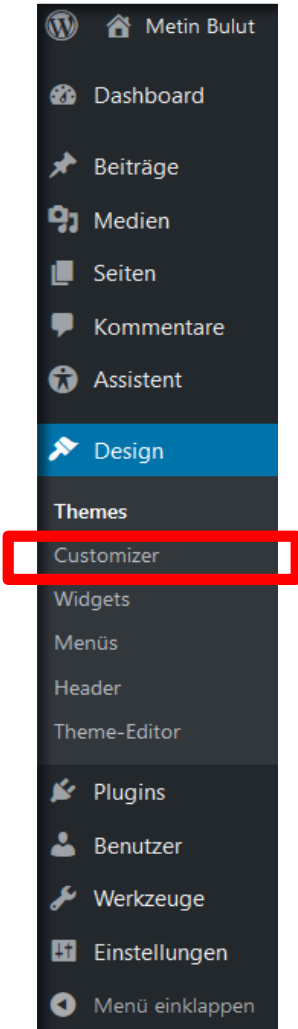 Metin Bulut
Dashboard
Beiträge
Medien
Seiten
Kommentare
Assistent
Design
Themes
Customizer
Widgets
Menüs
Header
Theme-Editor
Plugins
Benutzer
Werkzeuge
Einstellungen
Menü einklappen